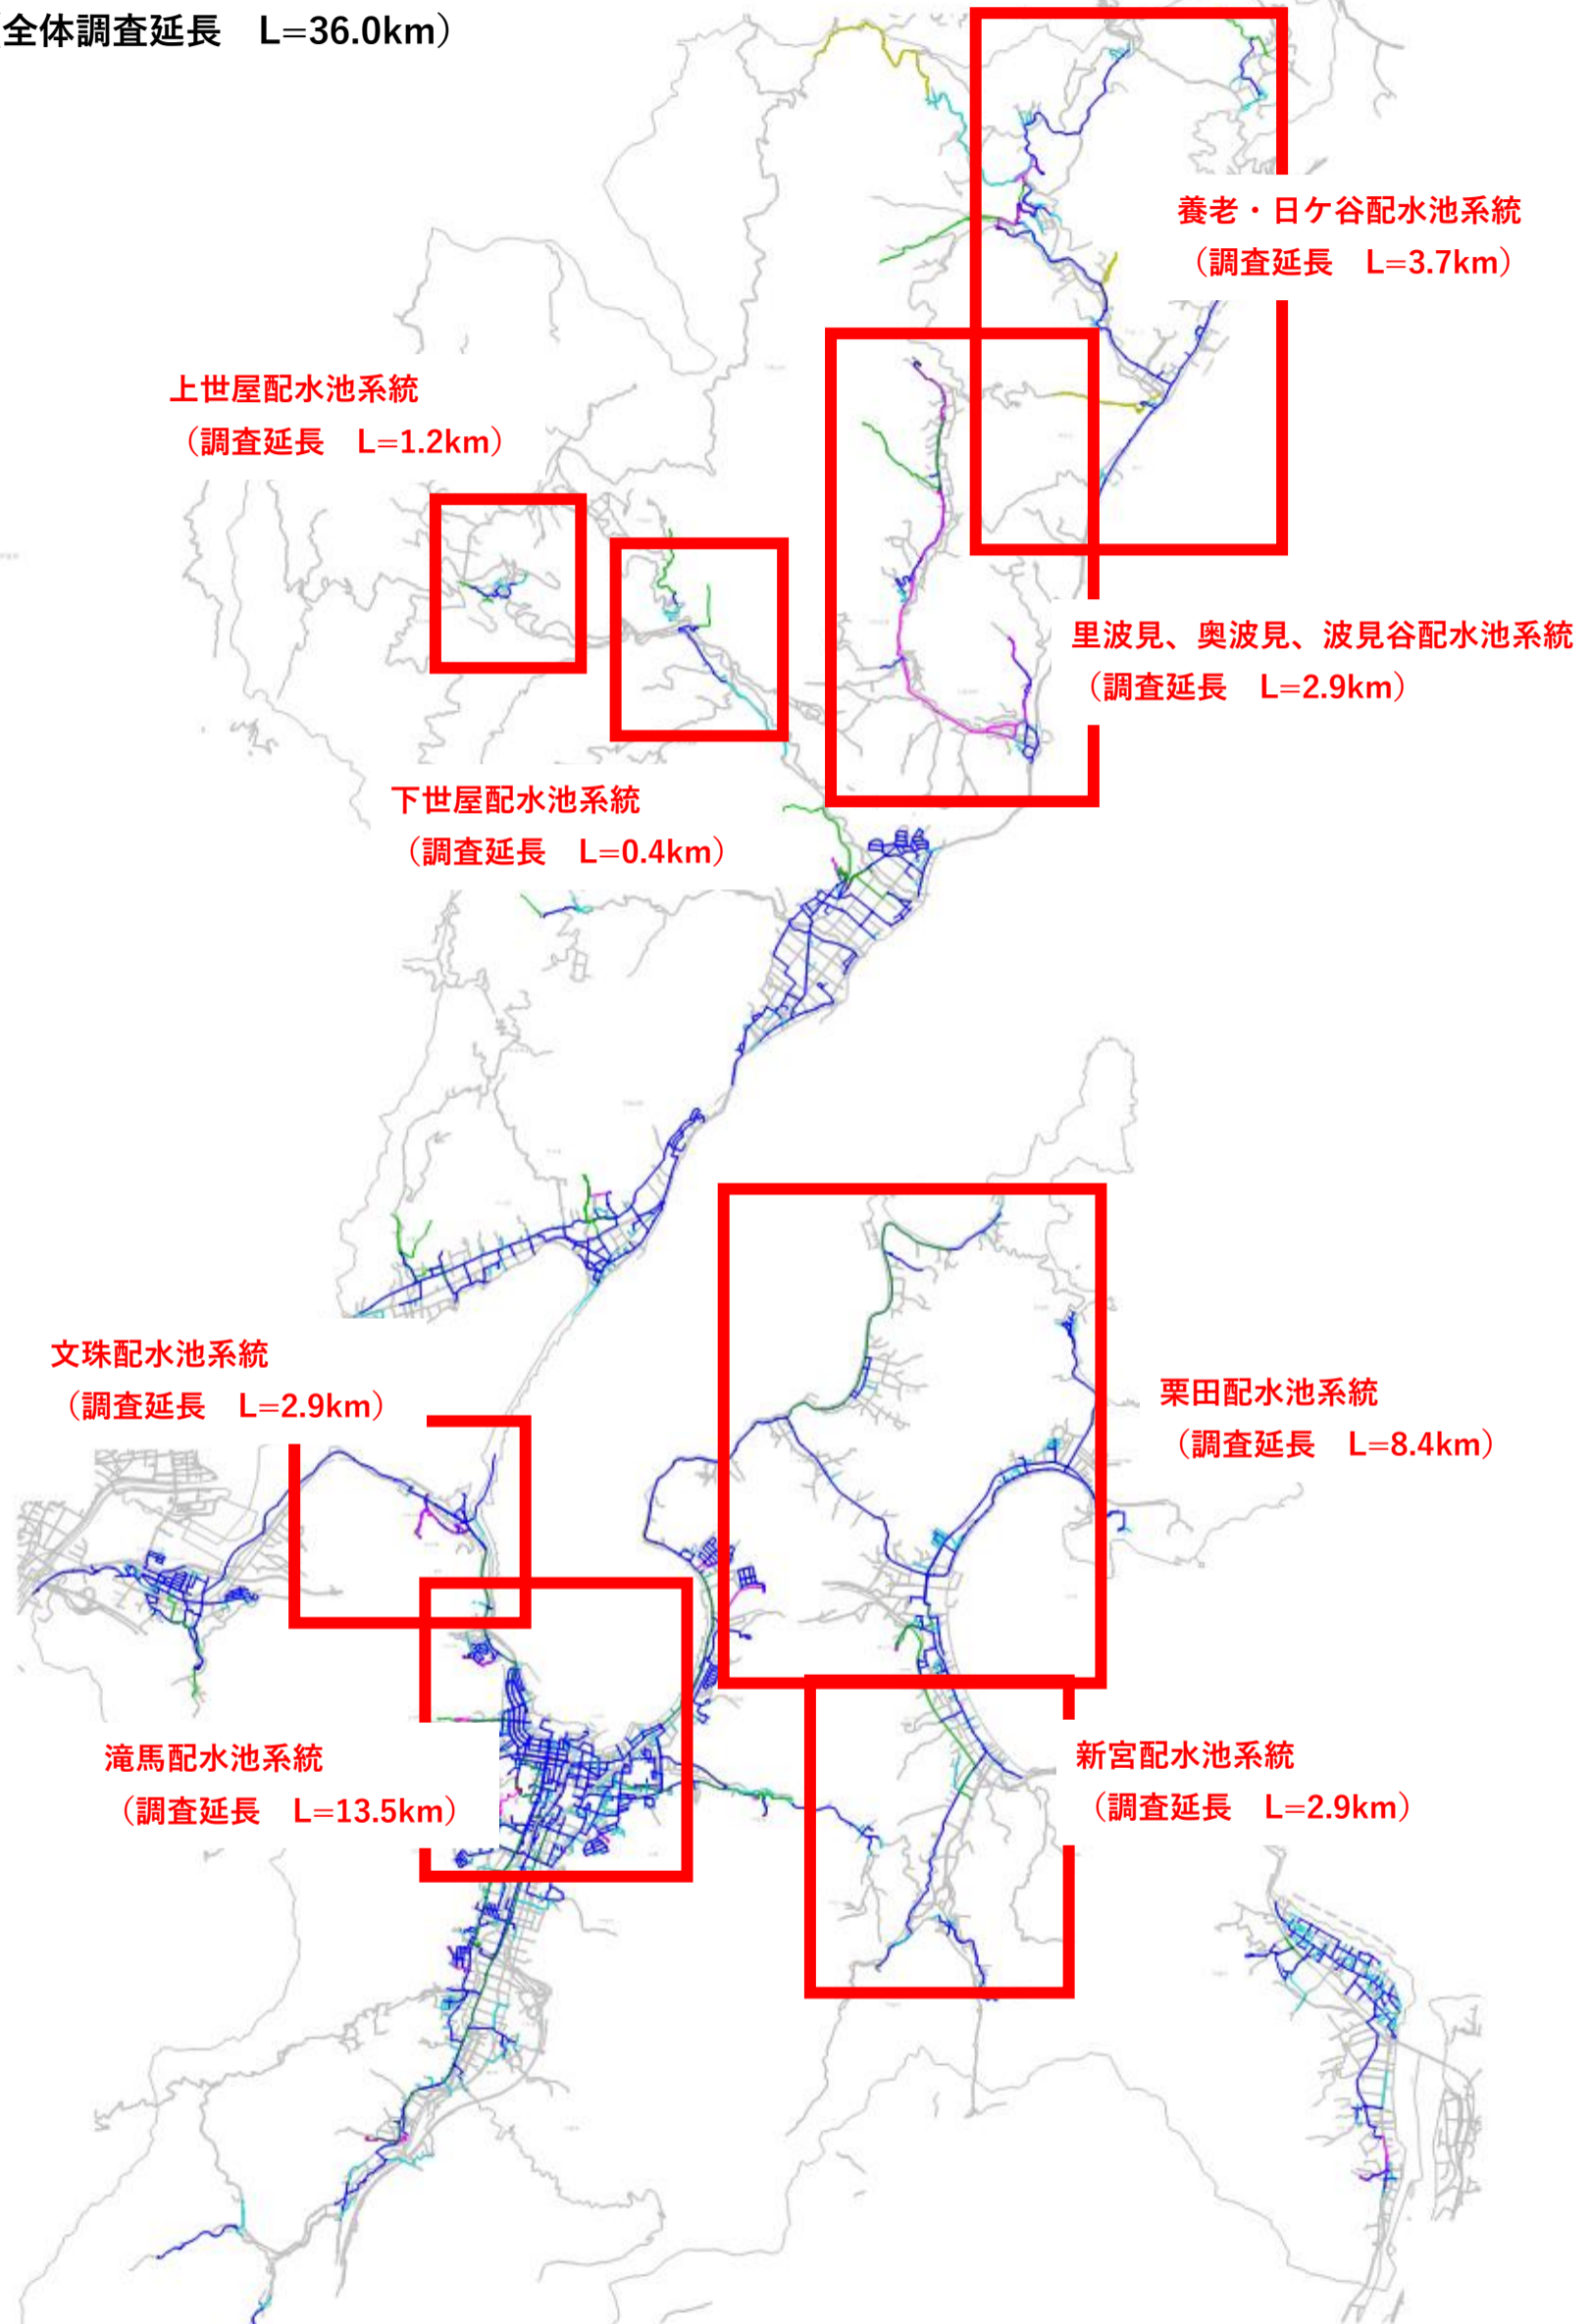 全体調査延長　L=36.0km）
養老・日ケ谷配水池系統
（調査延長　L=3.7km）
上世屋配水池系統
（調査延長　L=1.2km）
里波見、奥波見、波見谷配水池系統
（調査延長　L=2.9km）
下世屋配水池系統
（調査延長　L=0.4km）
文珠配水池系統
（調査延長　L=2.9km）
栗田配水池系統
（調査延長　L=8.4km）
滝馬配水池系統
（調査延長　L=13.5km）
新宮配水池系統
（調査延長　L=2.9km）